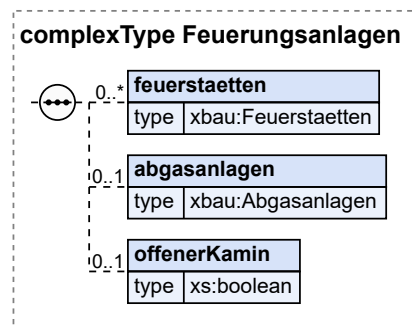 complexType Feuerungsanlagen
0..* feuerstaetten
type xbau:Feuerstaetten
0..1 abgasanlagen
type xbau:Abgasanlagen
0..1 offenerKamin
type xs:boolean